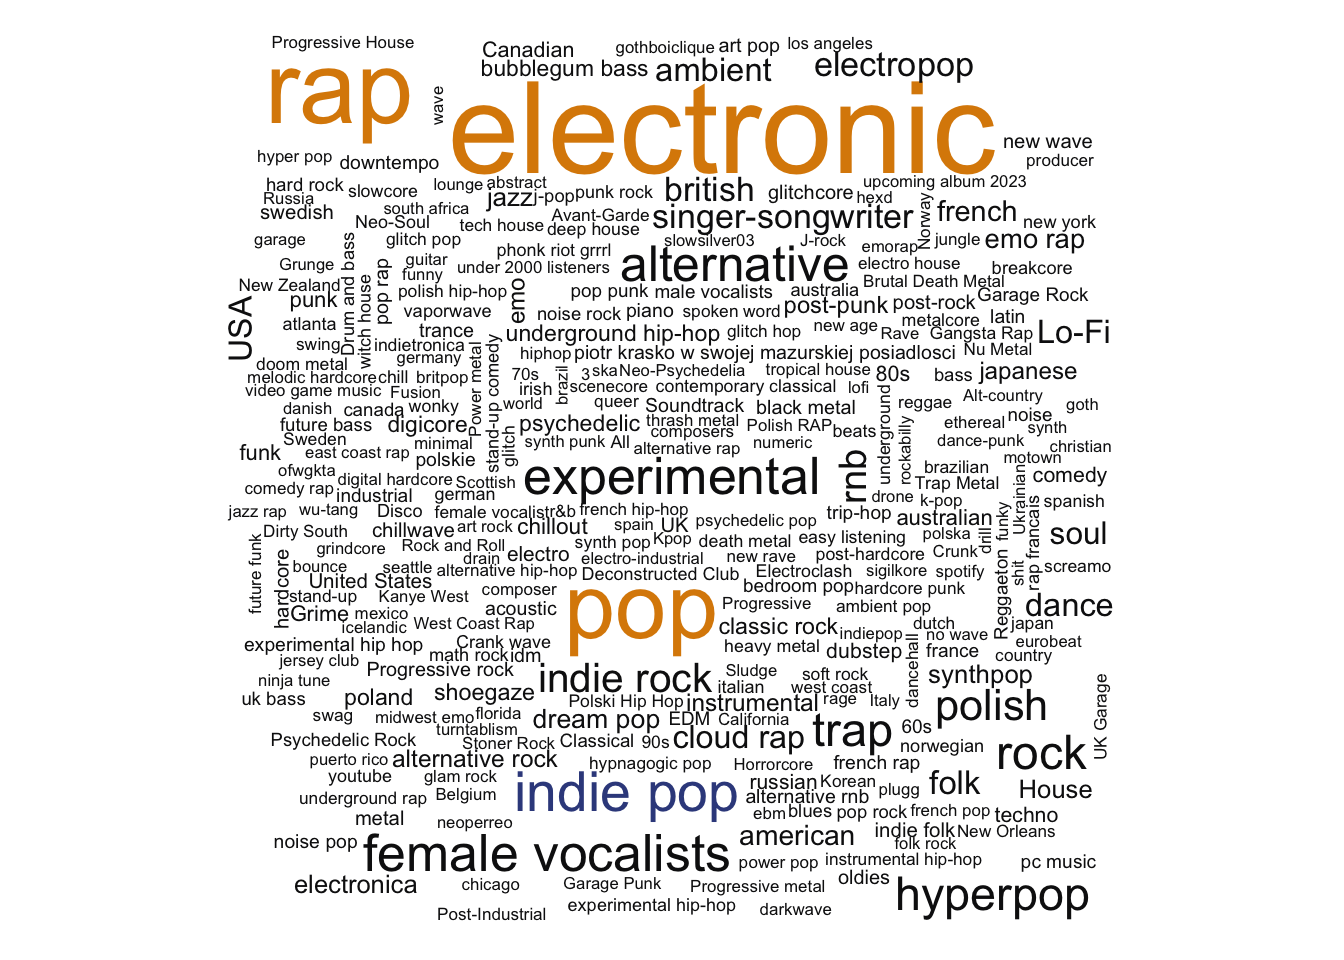 Progressive House
Canadian
gothboiclique
art pop
los angeles
bubblegum bass
ambient
electropop
rap
wave
electronic
new wave
producer
hyper pop
downtempo
hard rock
slowcore
lounge
abstract
british
glitchcore
upcoming album 2023
Russia
jazz
j-pop
punk rock
hexd
swedish
south africa
Neo-Soul
Avant-Garde
singer-songwriter
Norway
french
new york
tech house
deep house
garage
glitch pop
phonk
riot grrrl
slowsilver03
J-rock
emorap
jungle
emo rap
Grunge
Drum and bass
guitar
funny
under 2000 listeners
alternative
electro house
breakcore
New Zealand
witch house
pop rap
polish hip-hop
emo
pop punk
male vocalists
australia
Brutal Death Metal
punk
post-punk
post-rock
Garage Rock
USA
vaporwave
noise rock
piano
spoken word
metalcore
latin
atlanta
trance
underground hip-hop
glitch hop
new age
Rave
Gangsta Rap
Lo-Fi
swing
indietronica
hiphop
piotr krasko w swojej mazurskiej posiadlosci
Nu Metal
doom metal
germany
Power metal
stand-up comedy
70s
brazil
3
ska
Neo-Psychedelia
tropical house
80s
bass
japanese
melodic hardcore
chill
britpop
video game music
Fusion
irish
scenecore
contemporary classical
lofi
underground
reggae
Alt-country
danish
canada
wonky
world
queer
Soundtrack
black metal
goth
future bass
digicore
psychedelic
thrash metal
composers
Polish RAP
beats
rockabilly
ethereal
noise
synth
Sweden
minimal
glitch
synth punk
All
alternative rap
numeric
dance-punk
christian
funk
east coast rap
polskie
motown
ofwgkta
digital hardcore
Scottish
experimental
rnb
brazilian
Trap Metal
Ukrainian
comedy
comedy rap
industrial
german
drone
k-pop
spanish
jazz rap
wu-tang
Disco
female vocalist
r&b
french hip-hop
trip-hop
australian
funky
rap francais
Dirty South
chillwave
art rock
chillout
spain
UK
psychedelic pop
polska
drill
soul
future funk
hardcore
grindcore
Rock and Roll
drain
electro
synth pop
Kpop
death metal
easy listening
electro-industrial
new rave
post-hardcore
Crunk
shit
screamo
bounce
seattle
alternative hip-hop
Deconstructed Club
Electroclash
sigilkore
spotify
Reggaeton
United States
bedroom pop
hardcore punk
stand-up
Kanye West
composer
pop
Progressive
ambient pop
dance
Grime
mexico
acoustic
icelandic
West Coast Rap
classic rock
indiepop
dutch
japan
experimental hip hop
Crank wave
heavy metal
dubstep
no wave
france
eurobeat
country
jersey club
math rock
idm
dancehall
Progressive rock
indie rock
Sludge
soft rock
synthpop
ninja tune
italian
west coast
uk bass
poland
shoegaze
Polski Hip Hop
instrumental
rage
Italy
polish
UK Garage
swag
midwest emo
florida
turntablism
dream pop
EDM
California
trap
60s
Psychedelic Rock
Stoner Rock
Classical
90s
cloud rap
norwegian
rock
puerto rico
alternative rock
hypnagogic pop
Horrorcore
french rap
youtube
glam rock
indie pop
russian
Korean
plugg
folk
House
underground rap
Belgium
alternative rnb
metal
neoperreo
ebm
blues
pop rock
french pop
techno
noise pop
female vocalists
american
indie folk
New Orleans
folk rock
power pop
instrumental hip-hop
pc music
electronica
chicago
Garage Punk
Progressive metal
oldies
hyperpop
Post-Industrial
experimental hip-hop
darkwave